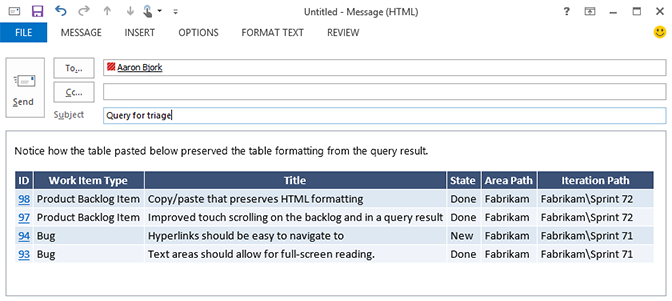 Untitled - Message (HTML)
?
FILE MESSAGE INSERT OPTIONS FORMAT TEXT REVIEW
To... Aaron Bjork
Cc...
Send
Subject Query for triage
Notice how the table pasted below preserved the table formatting from the query result.
ID Work Item Type Title State Area Path Iteration Path
98 Product Backlog Item Copy/paste that preserves HTML formatting Done Fabrikam Fabrikam\Sprint 72
97 Product Backlog Item Improved touch scrolling on the backlog and in a query result Done Fabrikam Fabrikam\Sprint 72
94 Bug Hyperlinks should be easy to navigate to New Fabrikam Fabrikam\Sprint 71
93 Bug Text areas should allow for full-screen reading. Done Fabrikam Fabrikam\Sprint 71